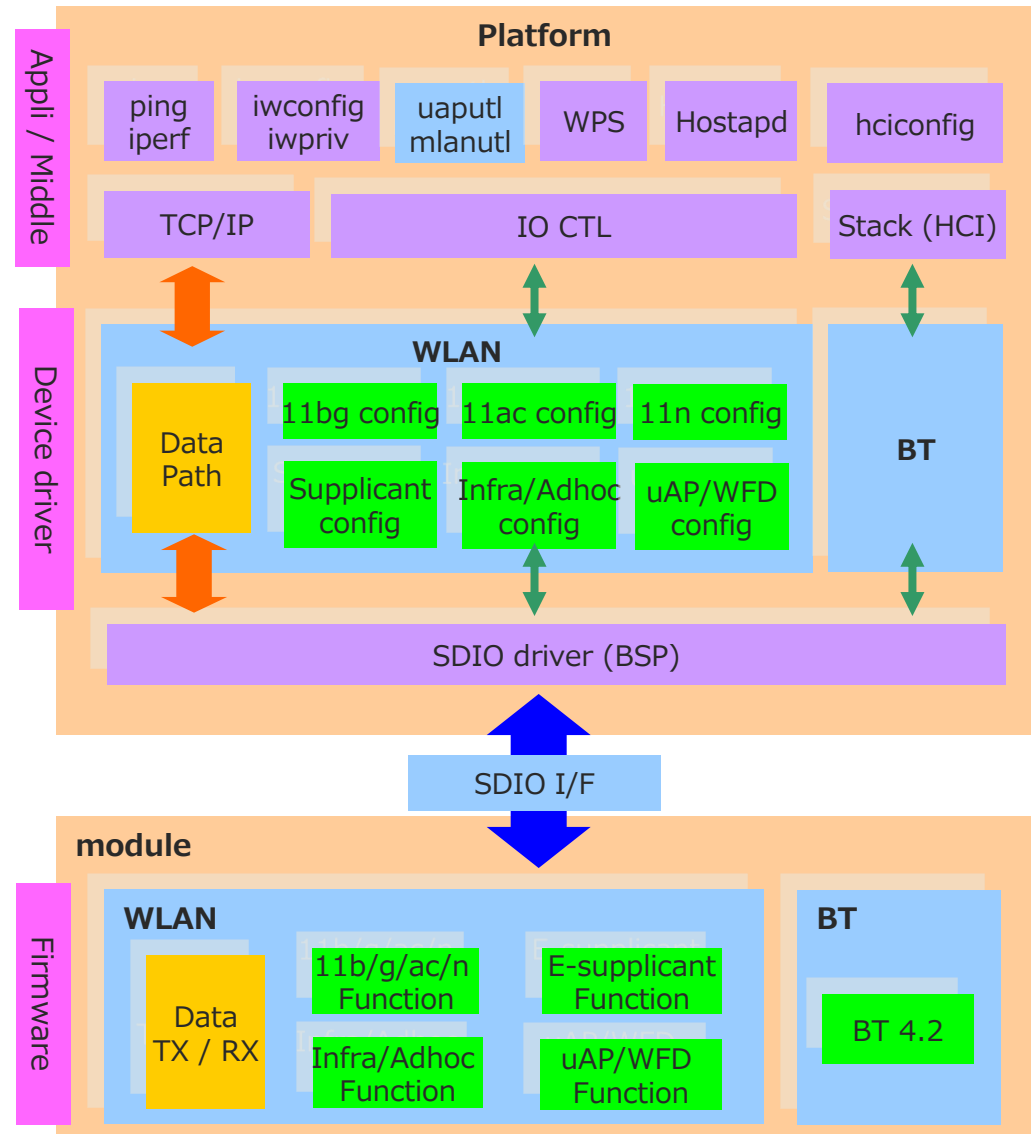 Platform
Appli / Middle
ping
iperf
iwconfig
iwpriv
uaputl
mlanutl
WPS
Hostapd
hciconfig
TCP/IP
IO CTL
Stack (HCI)
Device driver
WLAN
Data
Path
11bg config
11ac config
11n config
Supplicant
config
Infra/Adhoc
config
uAP/WFD
config
BT
SDIO driver (BSP)
SDIO I/F
module
Firmware
WLAN
Data
TX / RX
11b/g/ac/n
Function
E-supplicant
Function
Infra/Adhoc
Function
uAP/WFD
Function
BT
BT 4.2